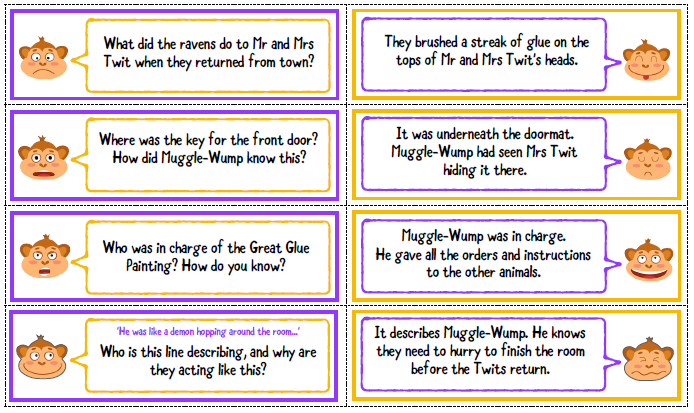 What did the ravens do to Mr and Mrs
Twit when they returned from town?
They brushed a streak of glue on the
tops of Mr and Mrs Twit's heads.
Where was the key for the front door?
How did Muggle-Wump know this?
It was underneath the doormat.
Muggle-Wump had seen Mrs Twit
hiding it there.
Who was in charge of the Great Glue
Painting? How do you know?
Muggle-Wump was in charge.
He gave all the orders and instructions
to the other animals.
'He was like a demon hopping around the room...'
Who is this line describing, and why are
they acting like this?
It describes Muggle-Wump. He knows
they need to hurry to finish the room
before the Twits return.